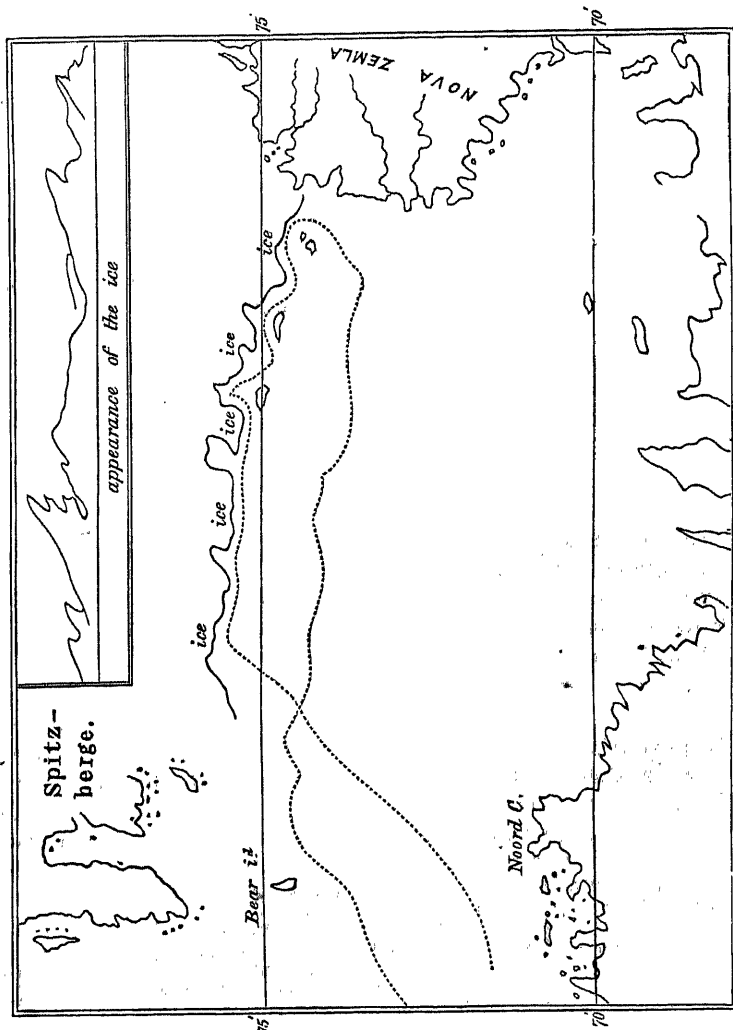 appearance of the ice
Spitz-
berge.
75'
75'
ice
ice
ice
ice
ice
NOVA
ZEMLA
Bear iᵈ
Noord C.
70'
70'